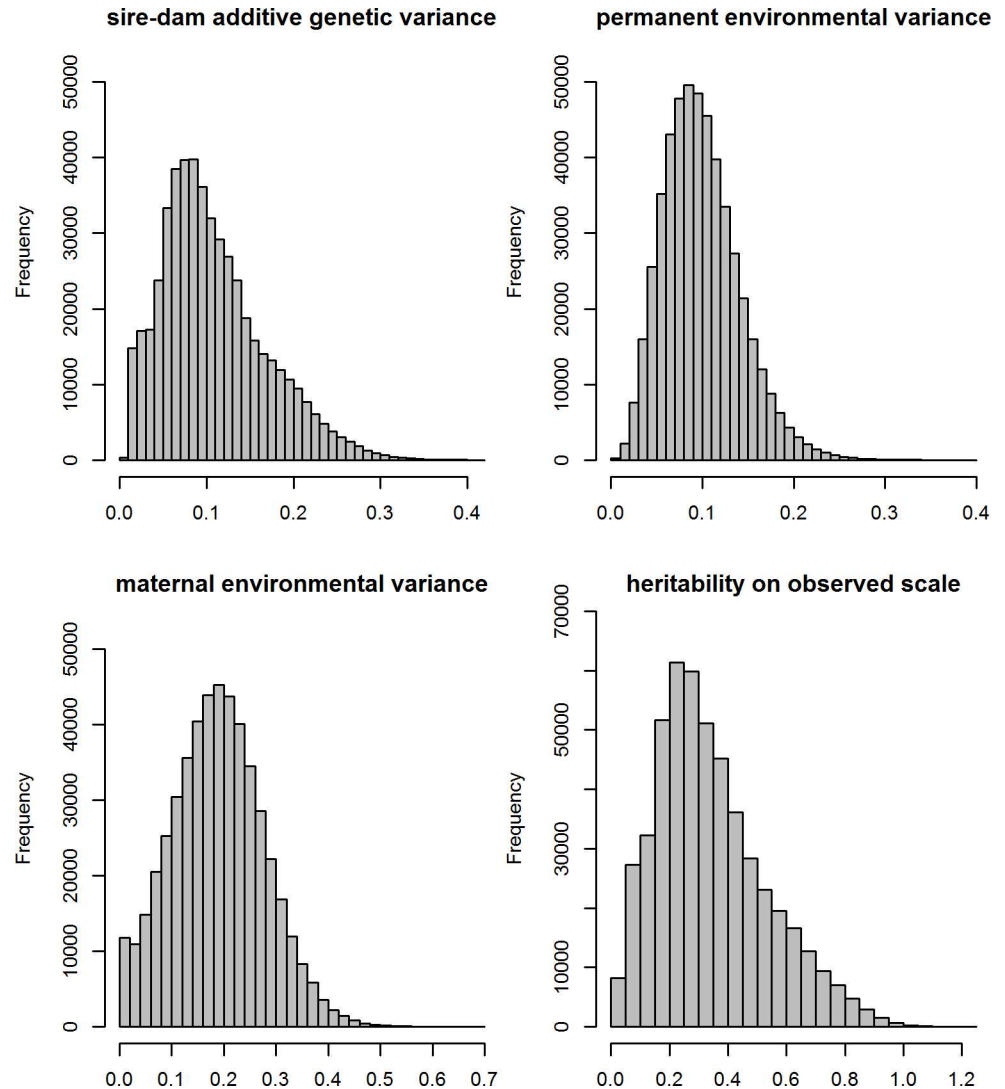 sire-dam additive genetic variance
Frequency
50000
40000
30000
20000
10000
0
0.0 0.1 0.2 0.3 0.4
permanent environmental variance
Frequency
50000
40000
30000
20000
10000
0
0.0 0.1 0.2 0.3 0.4
maternal environmental variance
Frequency
50000
40000
30000
20000
10000
0
0.0 0.1 0.2 0.3 0.4 0.5 0.6 0.7
heritability on observed scale
Frequency
70000
50000
30000
10000
0
0.0 0.2 0.4 0.6 0.8 1.0 1.2